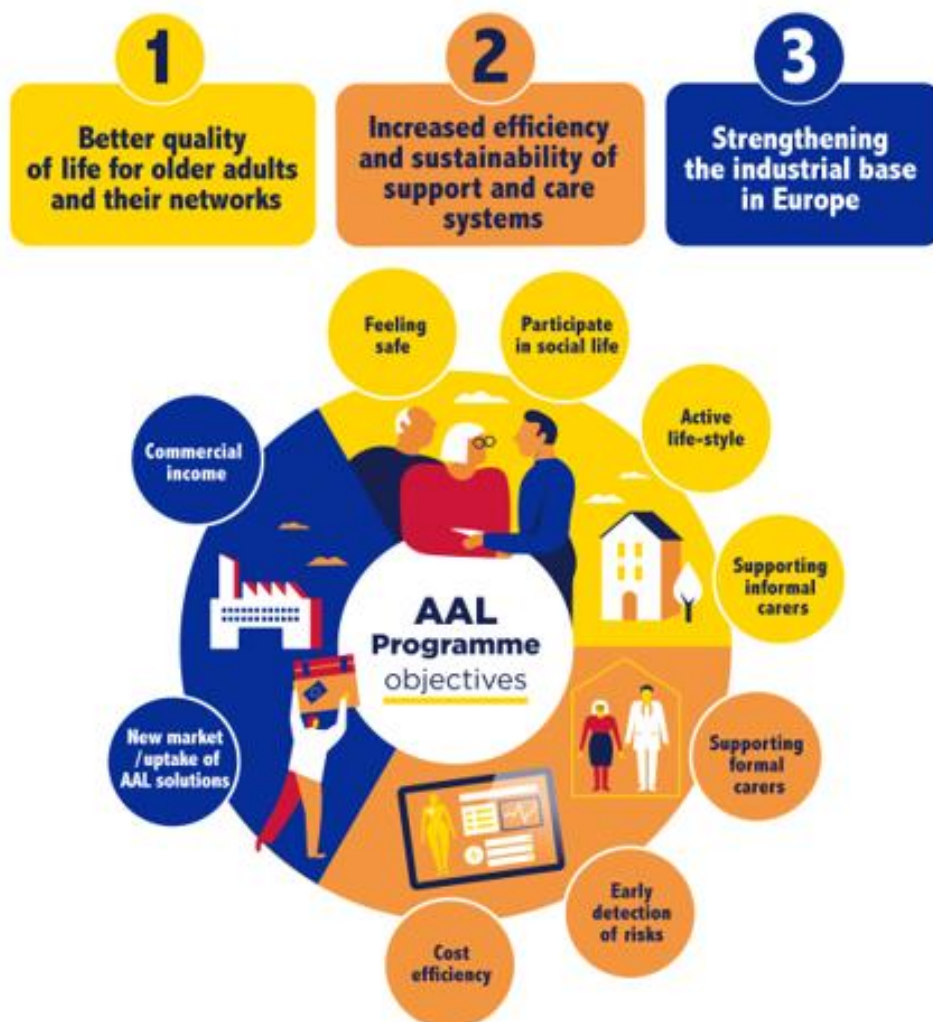 1
Better quality
of life for older adults
and their networks
2
Increased efficiency
and sustainability of
support and care
systems
3
Strengthening
the industrial base
in Europe
Feeling
safe
Participate
in social life
Active
life-style
Supporting
informal
carers
Supporting
formal
carers
Early
detection
of risks
Cost
efficiency
New market
/uptake of
AAL solutions
Commercial
income
AAL
Programme
objectives